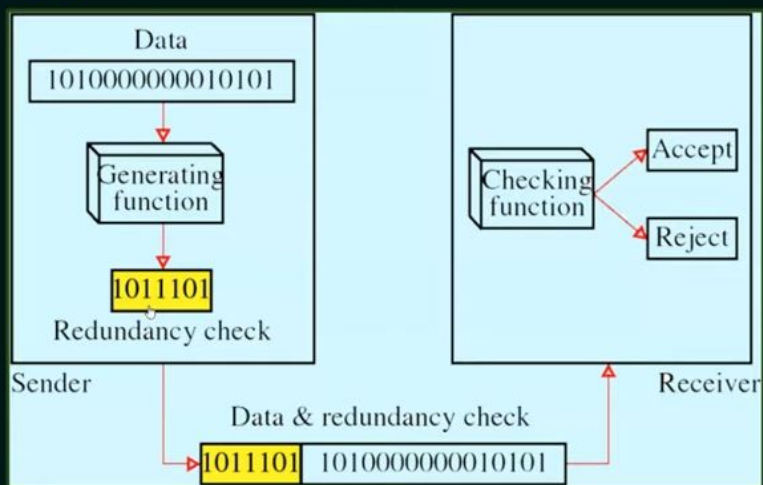 Data
1010000000010101
Generating
function
1011101
Redundancy check
Sender
Checking
function
Accept
Reject
Receiver
Data & redundancy check
1011101 1010000000010101